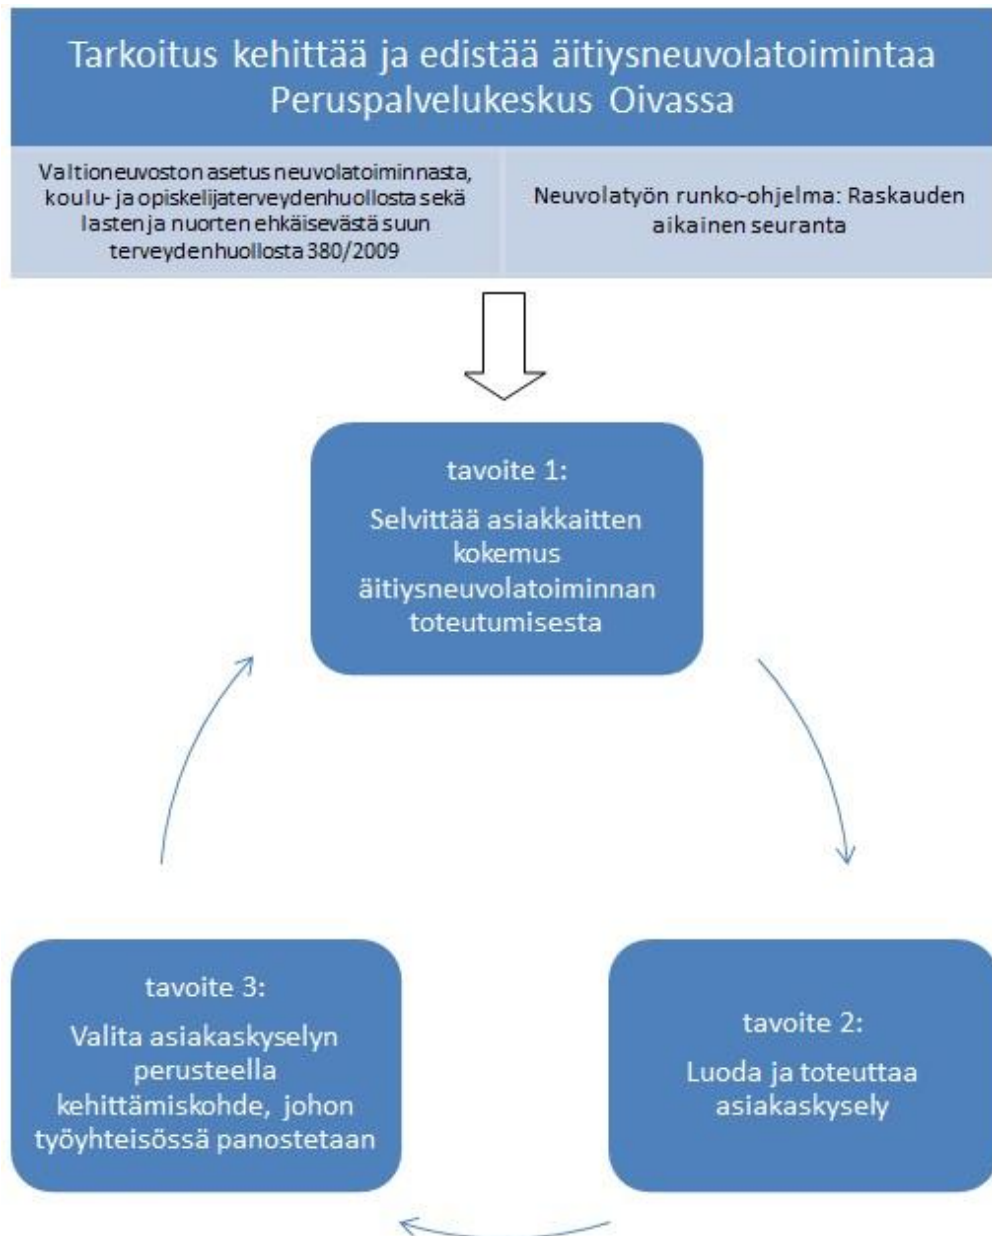 Tarkoitus kehittää ja edistää äitiysneuvolatoimintaa
Peruspalvelukeskus Oivassa
Valtioneuvoston asetus neuvolatoiminnasta,
koulu- ja opiskelijaterveydenhuollosta sekä
lasten ja nuorten ehkäisevästä suun
terveydenhuollosta 380/2009
Neuvolatyön runko-ohjelma: Raskauden
aikainen seuranta
tavoite 1:
Selvittää asiakkaitten
kokemus
äitiysneuvolatoiminnan
toteutumisesta
tavoite 2:
Luoda ja toteuttaa
asiakaskysely
tavoite 3:
Valita asiakaskyselyn
perusteella
kehittämiskohde, johon
työyhteisössä panostetaan